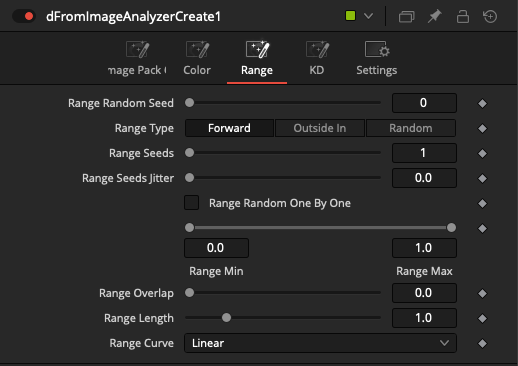 dFromImageAnalyzerCreate1
mage Pack Color Range KD Settings
Range Random Seed 0
Range Type Forward Outside In Random
Range Seeds 1
Range Seeds Jitter 0.0
Range Random One By One
0.0 1.0
Range Min Range Max
Range Overlap 0.0
Range Length 1.0
Range Curve Linear